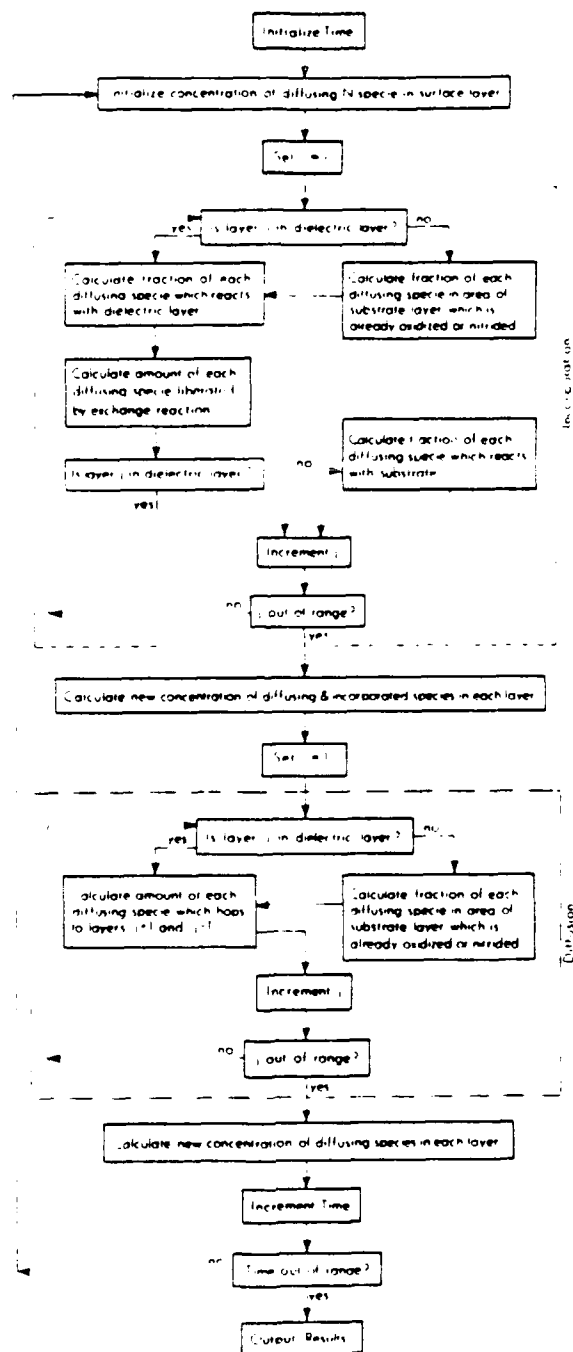 Initialize Time
Initialize concentration of diffusing N specie in surface layer
Set
Is layer j in dielectric layer?
yes
no
Calculate fraction of each
diffusing specie which reacts
with dielectric layer
Calculate fraction of each
diffusing specie in area of
substrate layer which is
already oxidized or nitrided
Calculate amount of each
diffusing specie liberated
by exchange reaction
Is layer j in dielectric layer?
no
yes
Calculate fraction of each
diffusing specie which reacts
with substrate
Incorporation
Increment j
j out of range?
no
yes
Calculate new concentration of diffusing & incorporated species in each layer
Set j=1
Is layer j in dielectric layer?
yes
no
Calculate amount of each
diffusing specie which hops
to layers j+1 and j-1
Calculate fraction of each
diffusing specie in area of
substrate layer which is
already oxidized or nitrided
Diffusion
Increment j
j out of range?
no
yes
Calculate new concentration of diffusing species in each layer
Increment Time
Time out of range?
no
yes
Output Results